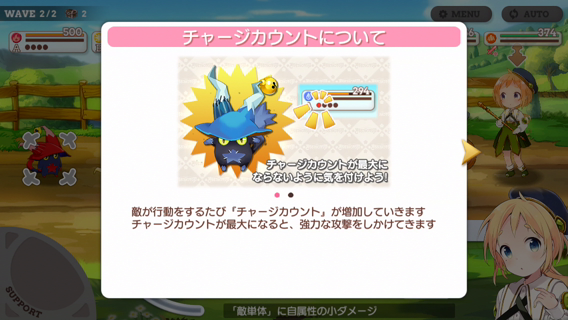 WAVE 2/2
2
MENU
AUTO
500
374
チャージカウントについて
294
チャージカウントが最大に
ならないように気を付けよう!
敵が行動をするたび「チャージカウント」が増加していきます
チャージカウントが最大になると、強力な攻撃をしかけてきます
SUPPORT
「敵単体」に自属性の小ダメージ